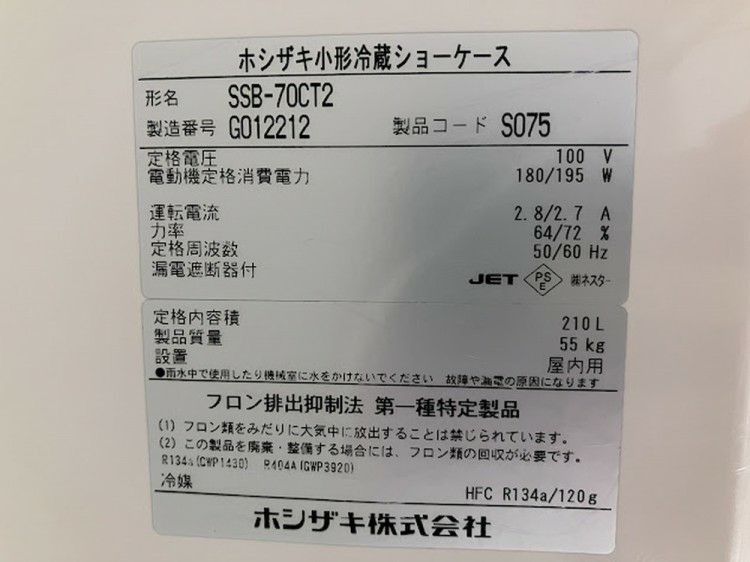 ホシザキ小形冷蔵ショーケース
形名 SSB-70CT2
製造番号 G012212 製品コード S075
定格電圧 100 V
電動機定格消費電力 180/195 W
運転電流 2.8/2.7 A
力率 64/72 %
定格周波数 50/60 Hz
漏電遮断器付 JET PSE ㈱ネスター
定格内容積 210 L
製品質量 55 kg
設置 屋内用
●雨水中で使用したり機械室に水をかけないでください 故障や漏電の原因になります
フロン排出抑制法 第一種特定製品
(1) フロン類をみだりに大気中に放出することは禁じられています。
(2) この製品を廃棄・整備する場合には、フロン類の回収が必要です。
R134a(GWP1430) R404A(GWP3920)
冷媒 HFC R134a/120g
ホシザキ株式会社